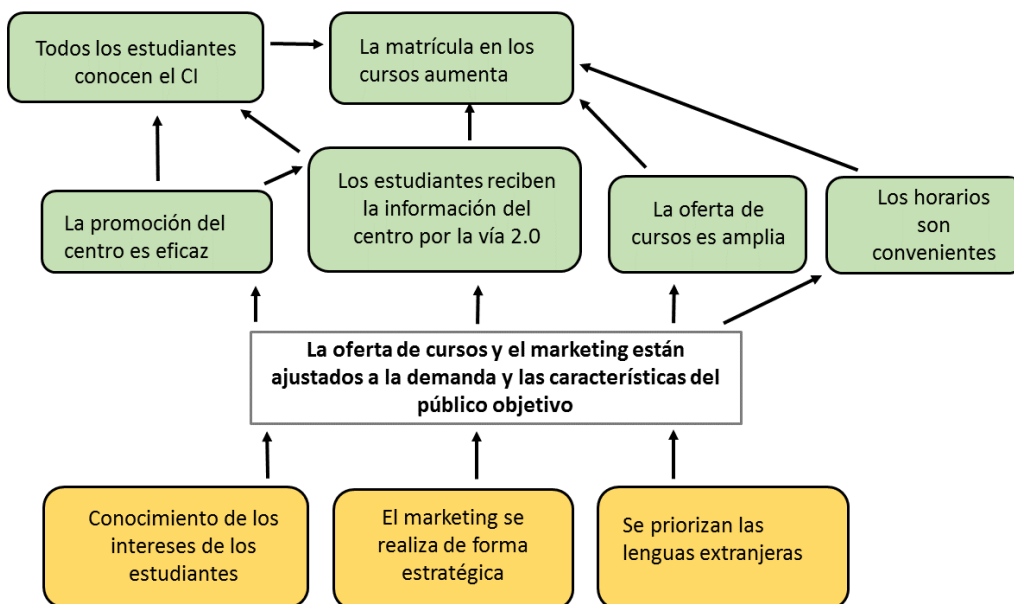 Todos los estudiantes
conocen el CI
La matrícula en los
cursos aumenta
La promoción del
centro es eficaz
Los estudiantes reciben
la información del
centro por la vía 2.0
La oferta de
cursos es amplia
Los horarios
son
convenientes
La oferta de cursos y el marketing están
ajustados a la demanda y las características del
público objetivo
Conocimiento de los
intereses de los
estudiantes
El marketing se
realiza de forma
estratégica
Se priorizan las
lenguas extranjeras